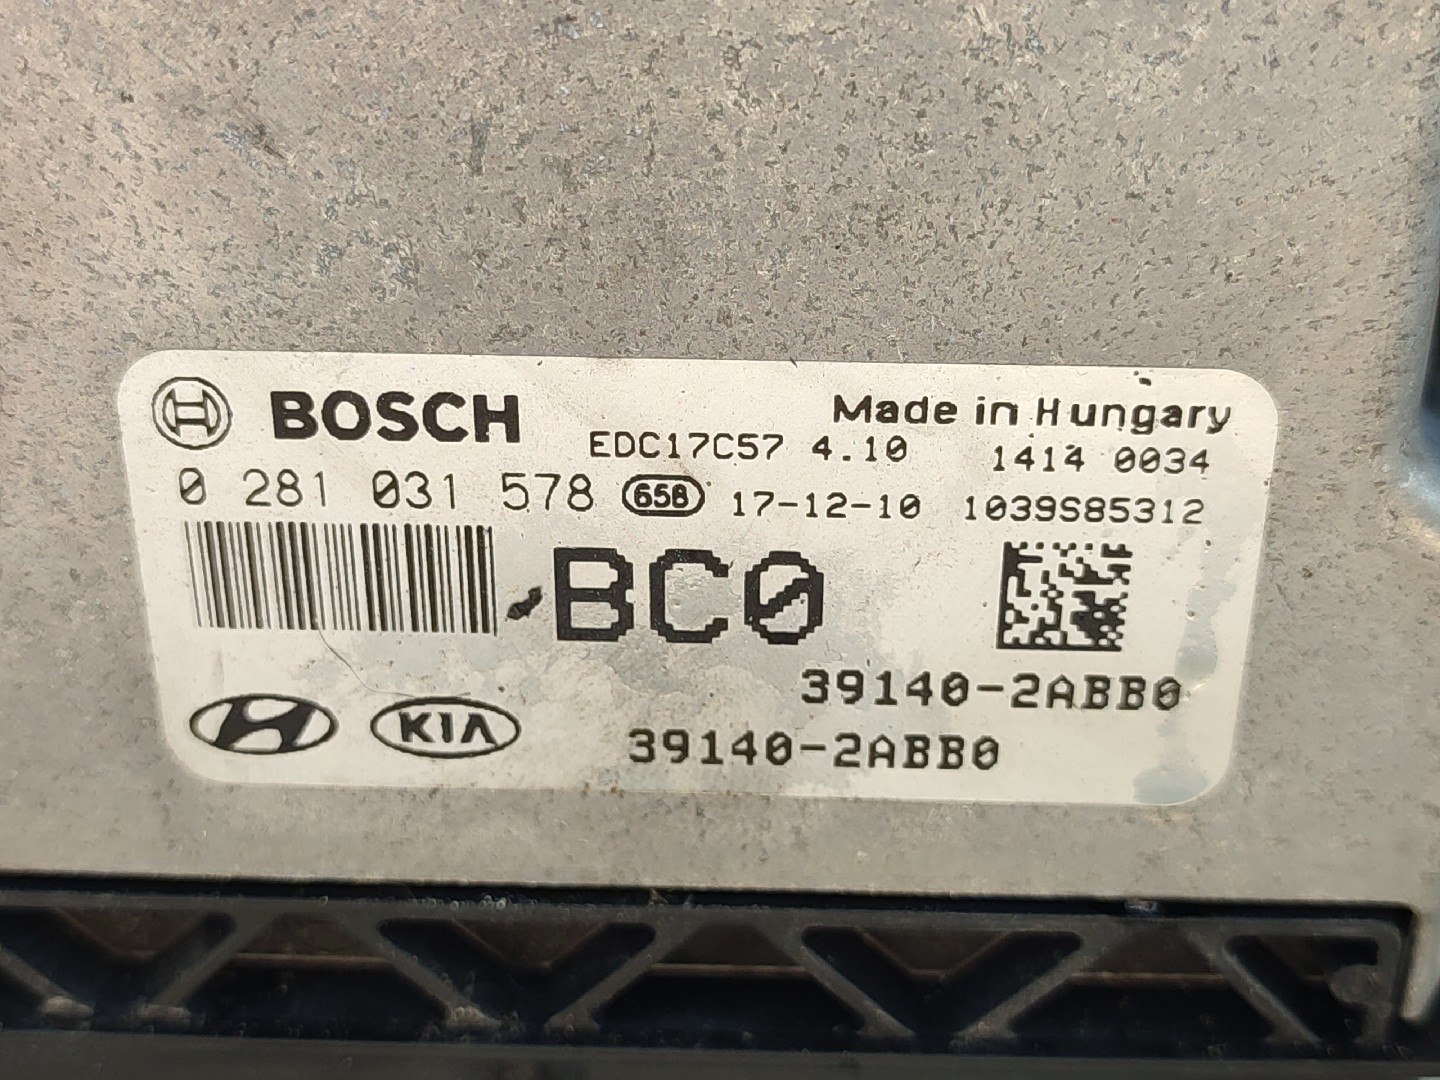 BOSCH
Made in Hungary
EDC17C57 4.10 1414 0034
0 281 031 578 658 17-12-10 1039S85312
BC0
39140-2ABB0
KIA 39140-2ABB0